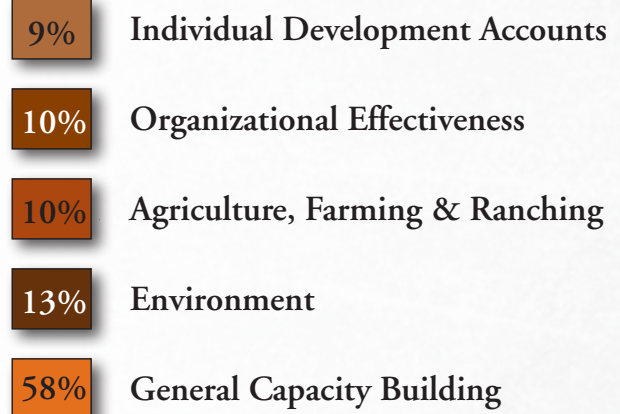 9% Individual Development Accounts
10% Organizational Effectiveness
10% Agriculture, Farming & Ranching
13% Environment
58% General Capacity Building